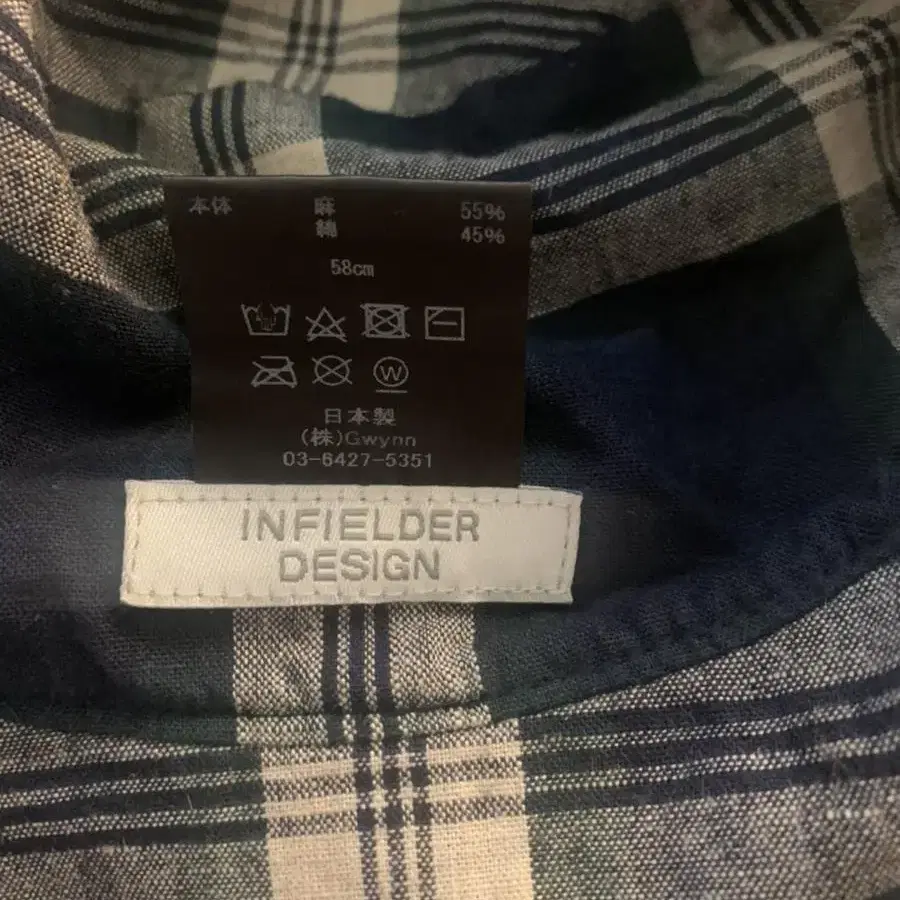 本体 麻 55%
綿 45%
58cm
W
日本製
(株)Gwynn
03-6427-5351
INFIELDER
DESIGN